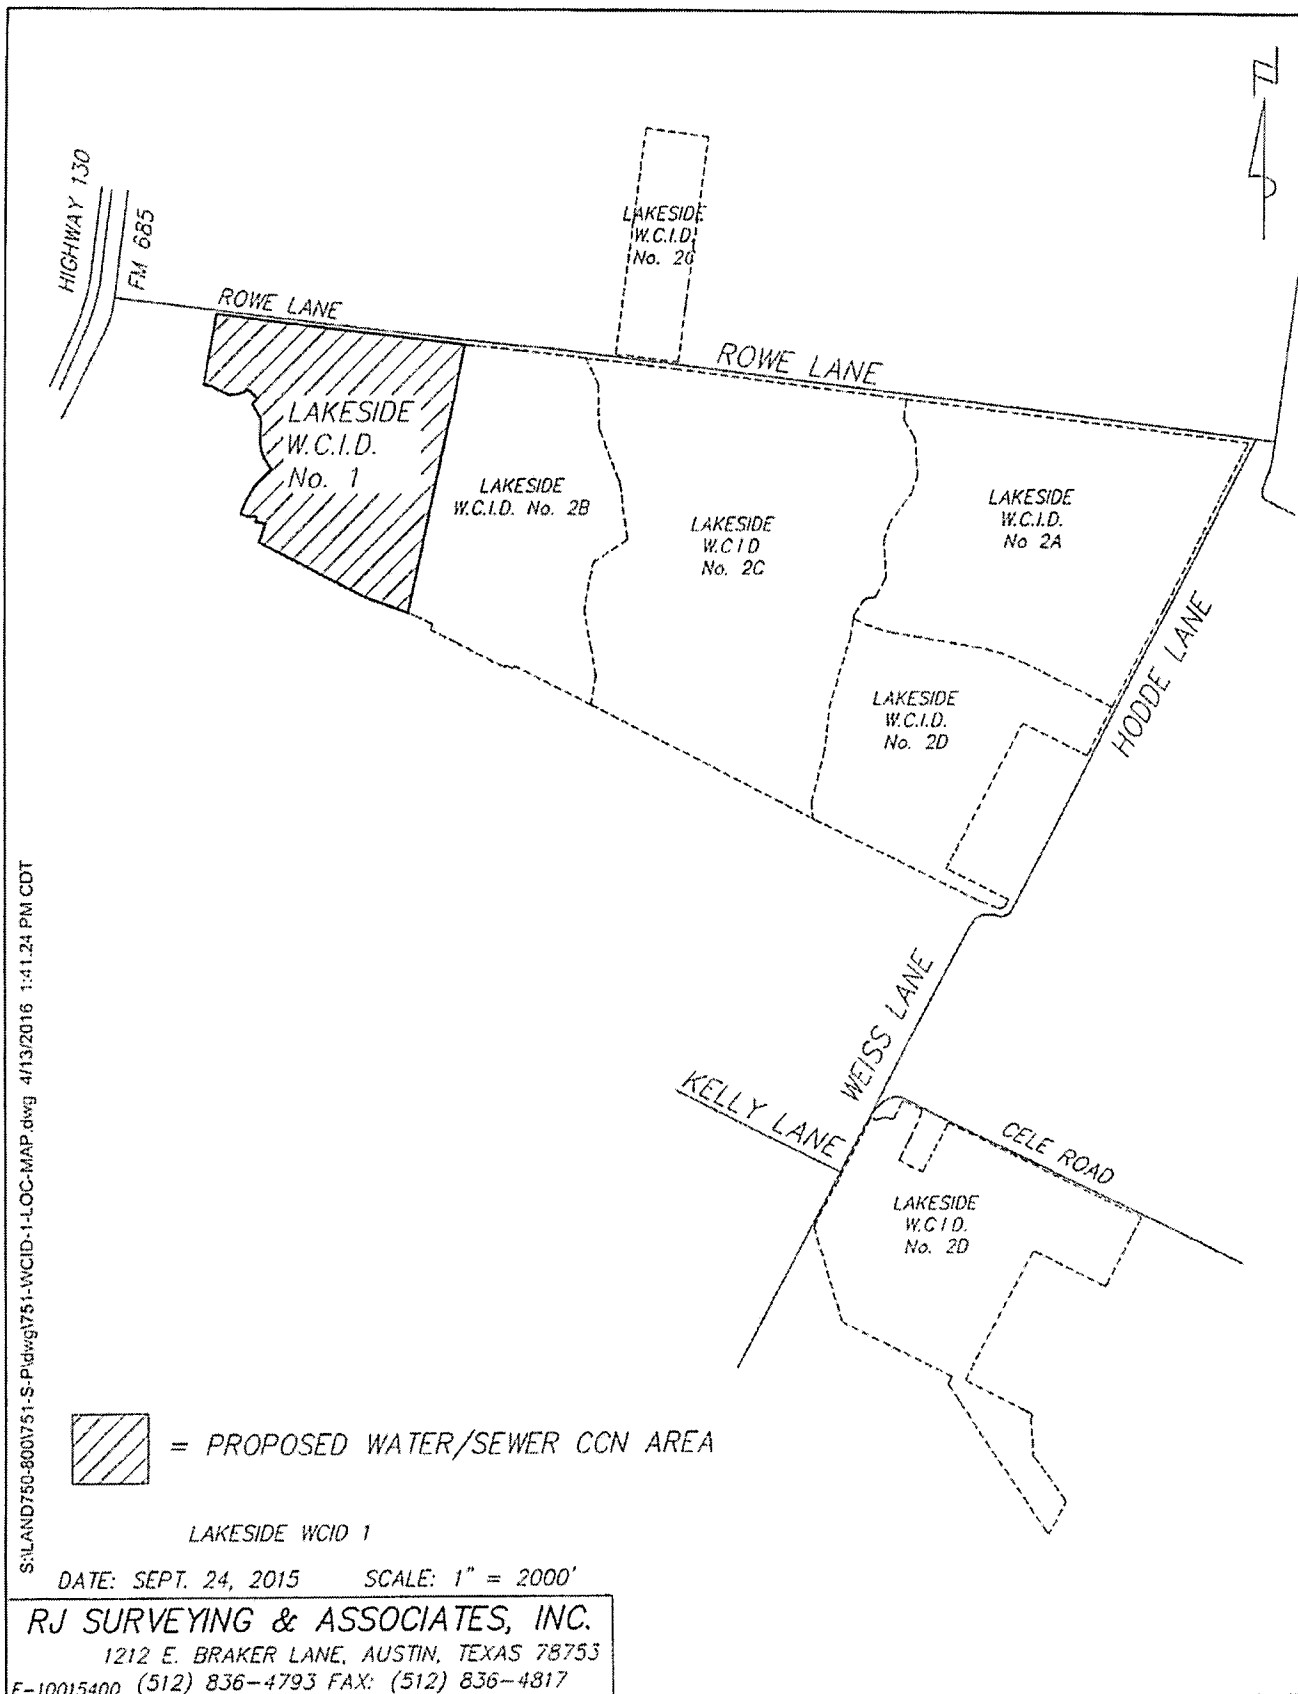 HIGHWAY 130
FM 685
LAKESIDE
W.C.I.D.
No. 2C
ROWE LANE
ROWE LANE
LAKESIDE
W.C.I.D.
No. 1
LAKESIDE
W.C.I.D. No. 2B
LAKESIDE
W.C I D
No. 2C
LAKESIDE
W.C.I.D.
No 2A
HODDE LANE
LAKESIDE
W.C.I.D.
No. 2D
WEISS LANE
KELLY LANE
CELE ROAD
LAKESIDE
W.C I D.
No. 2D
S:\LAND750-800\751-S-P\dwg\751-WCID-1-LOC-MAP.dwg 4/13/2016 1:41:24 PM CDT
= PROPOSED WATER/SEWER CCN AREA
LAKESIDE WCID 1
DATE: SEPT. 24, 2015 SCALE: 1" = 2000'
RJ SURVEYING & ASSOCIATES, INC.
1212 E. BRAKER LANE, AUSTIN, TEXAS 78753
F-10015400 (512) 836-4793 FAX: (512) 836-4817